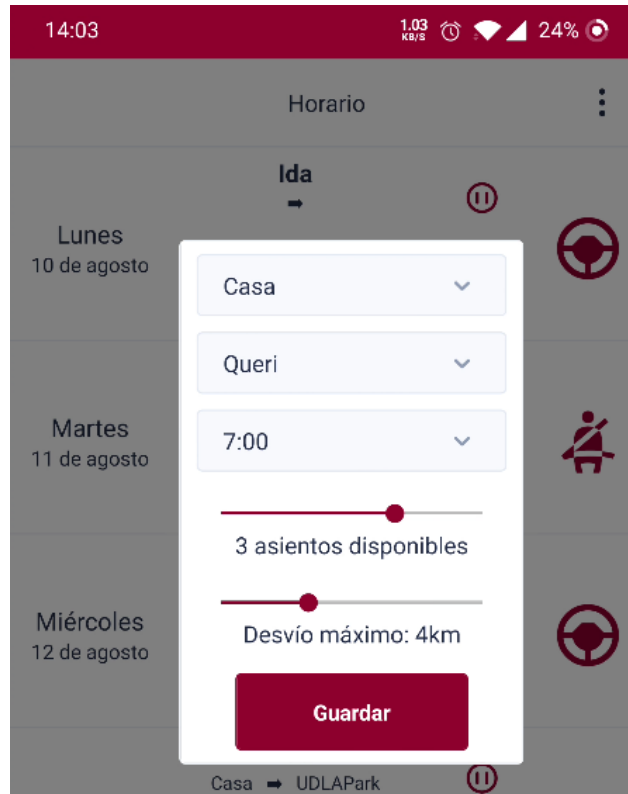 14:03 1.03 KB/S 24%
Horario
Ida
➡
Lunes
10 de agosto
Casa
Queri
Martes
11 de agosto
7:00
3 asientos disponibles
Miércoles
12 de agosto
Desvío máximo: 4km
Guardar
Casa ➡ UDLAPark